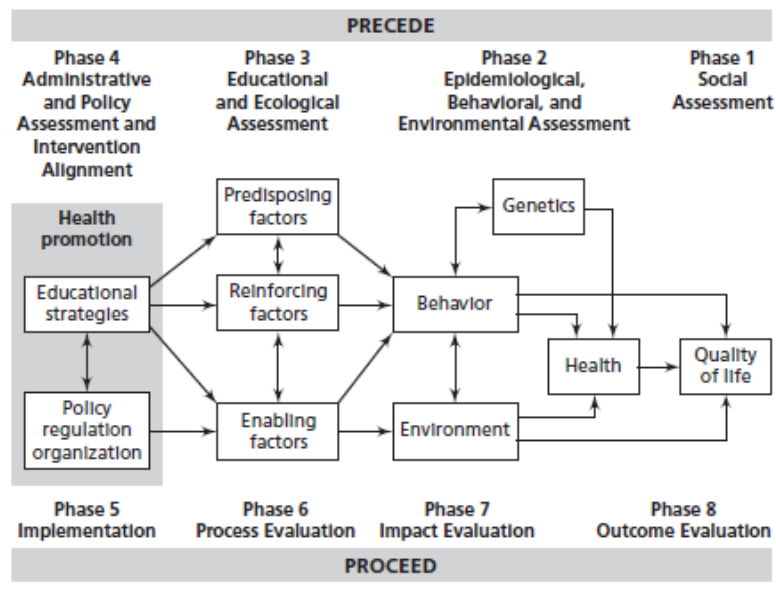 PRECEDE
Phase 4
Administrative
and Policy
Assessment and
Intervention
Alignment
Phase 3
Educational
and Ecological
Assessment
Phase 2
Epidemiological,
Behavioral, and
Environmental Assessment
Phase 1
Social
Assessment
Health
promotion
Educational
strategies
Policy
regulation
organization
Predisposing
factors
Reinforcing
factors
Enabling
factors
Genetics
Behavior
Environment
Health
Quality
of life
Phase 5
Implementation
Phase 6
Process Evaluation
Phase 7
Impact Evaluation
Phase 8
Outcome Evaluation
PROCEED